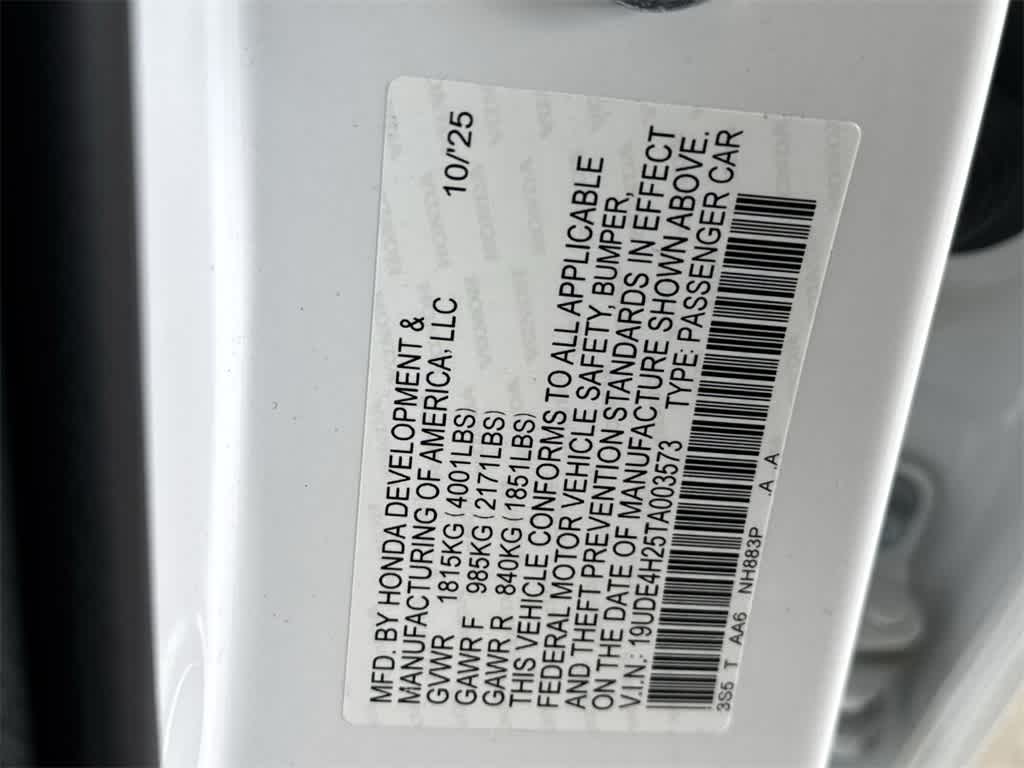 MFD. BY HONDA DEVELOPMENT &
MANUFACTURING OF AMERICA, LLC 10/'25
GVWR 1815KG (4001LBS)
GAWR F 985KG (2171LBS)
GAWR R 840KG (1851LBS)
THIS VEHICLE CONFORMS TO ALL APPLICABLE
FEDERAL MOTOR VEHICLE SAFETY, BUMPER,
AND THEFT PREVENTION STANDARDS IN EFFECT
ON THE DATE OF MANUFACTURE SHOWN ABOVE.
V.I.N.: 19UDE4H25TA003573 TYPE: PASSENGER CAR
3S5 T AA6 NH883P .A .A